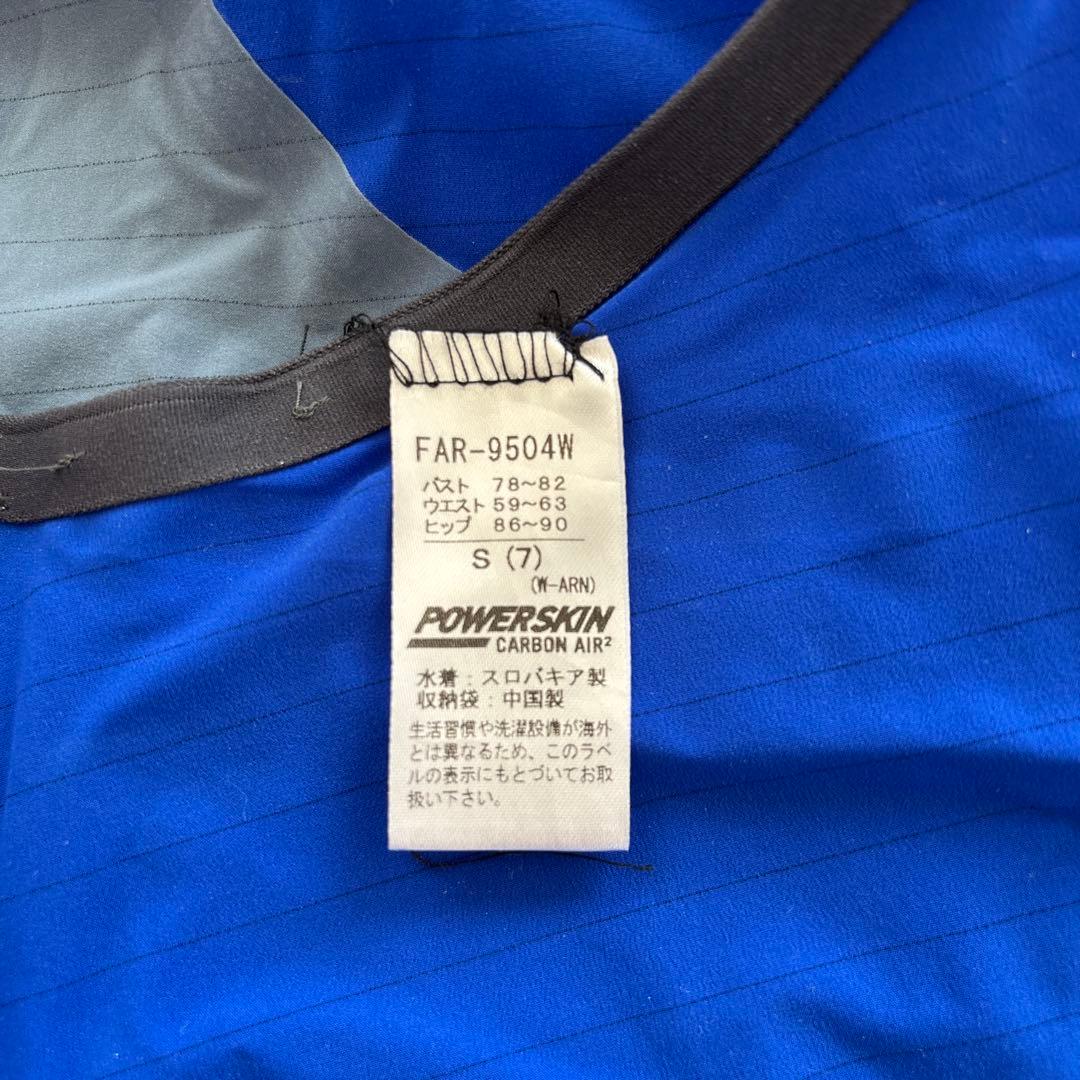 FAR-9504W
バスト 78~82
ウエスト 59~63
ヒップ 86~90
S (7)
(W-ARN)
POWERSKIN
CARBON AIR²
水着：スロバキア製
収納袋：中国製
生活習慣や洗濯設備が海外
とは異なるため、このラベ
ルの表示にもとづいてお取
扱い下さい。